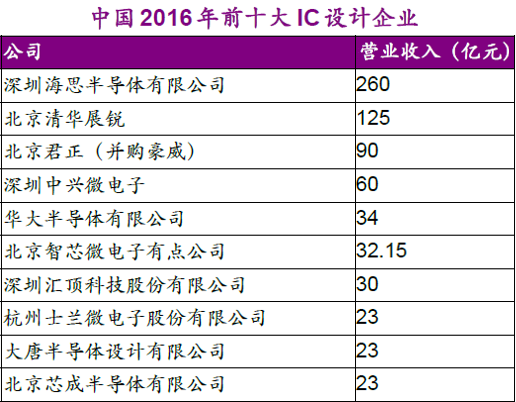 中国 2016 年前十大 IC 设计企业
公司 营业收入（亿元）
深圳海思半导体有限公司 260
北京清华展锐 125
北京君正（并购豪威） 90
深圳中兴微电子 60
华大半导体有限公司 34
北京智芯微电子有点公司 32.15
深圳汇顶科技股份有限公司 30
杭州士兰微电子股份有限公司 23
大唐半导体设计有限公司 23
北京芯成半导体有限公司 23